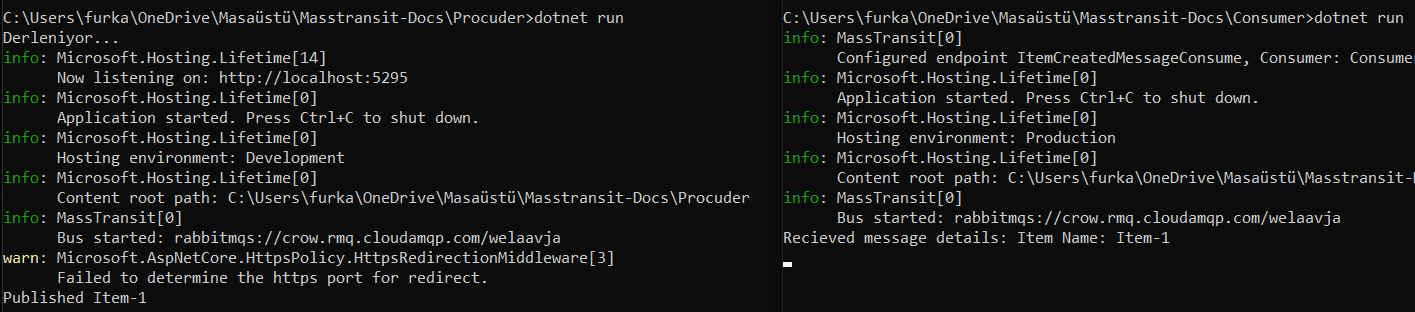 C:\Users\furka\OneDrive\Masaüstü\Masstransit-Docs\Procuder>dotnet run
Derleniyor...
info: Microsoft.Hosting.Lifetime[14]
      Now listening on: http://localhost:5295
info: Microsoft.Hosting.Lifetime[0]
      Application started. Press Ctrl+C to shut down.
info: Microsoft.Hosting.Lifetime[0]
      Hosting environment: Development
info: Microsoft.Hosting.Lifetime[0]
      Content root path: C:\Users\furka\OneDrive\Masaüstü\Masstransit-Docs\Procuder
info: MassTransit[0]
      Bus started: rabbitmqs://crow.rmq.cloudamqp.com/welaavja
warn: Microsoft.AspNetCore.HttpsPolicy.HttpsRedirectionMiddleware[3]
      Failed to determine the https port for redirect.
Published Item-1
C:\Users\furka\OneDrive\Masaüstü\Masstransit-Docs\Consumer>dotnet run
info: MassTransit[0]
      Configured endpoint ItemCreatedMessageConsume, Consumer: Consume
info: Microsoft.Hosting.Lifetime[0]
      Application started. Press Ctrl+C to shut down.
info: Microsoft.Hosting.Lifetime[0]
      Hosting environment: Production
info: Microsoft.Hosting.Lifetime[0]
      Content root path: C:\Users\furka\OneDrive\Masaüstü\Masstransit-
info: MassTransit[0]
      Bus started: rabbitmqs://crow.rmq.cloudamqp.com/welaavja
Recieved message details: Item Name: Item-1